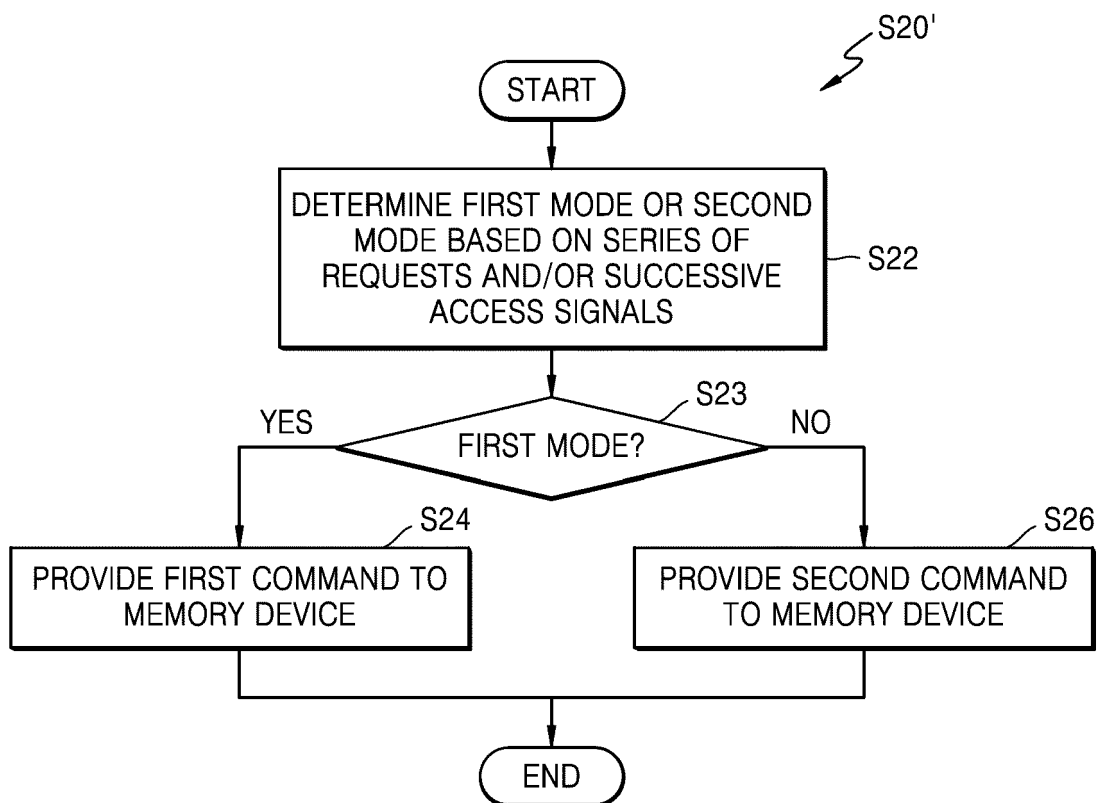 S20'
START
DETERMINE FIRST MODE OR SECOND
MODE BASED ON SERIES OF
REQUESTS AND/OR SUCCESSIVE
ACCESS SIGNALS
S22
S23
YES
NO
FIRST MODE?
S24
S26
PROVIDE FIRST COMMAND TO
MEMORY DEVICE
PROVIDE SECOND COMMAND
TO MEMORY DEVICE
END